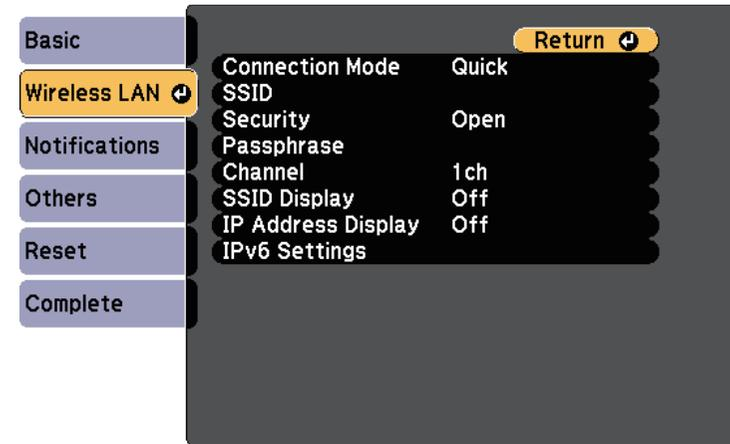 Basic
Wireless LAN
Notifications
Others
Reset
Complete
Return
Connection Mode Quick
SSID
Security Open
Passphrase
Channel 1ch
SSID Display Off
IP Address Display Off
IPv6 Settings